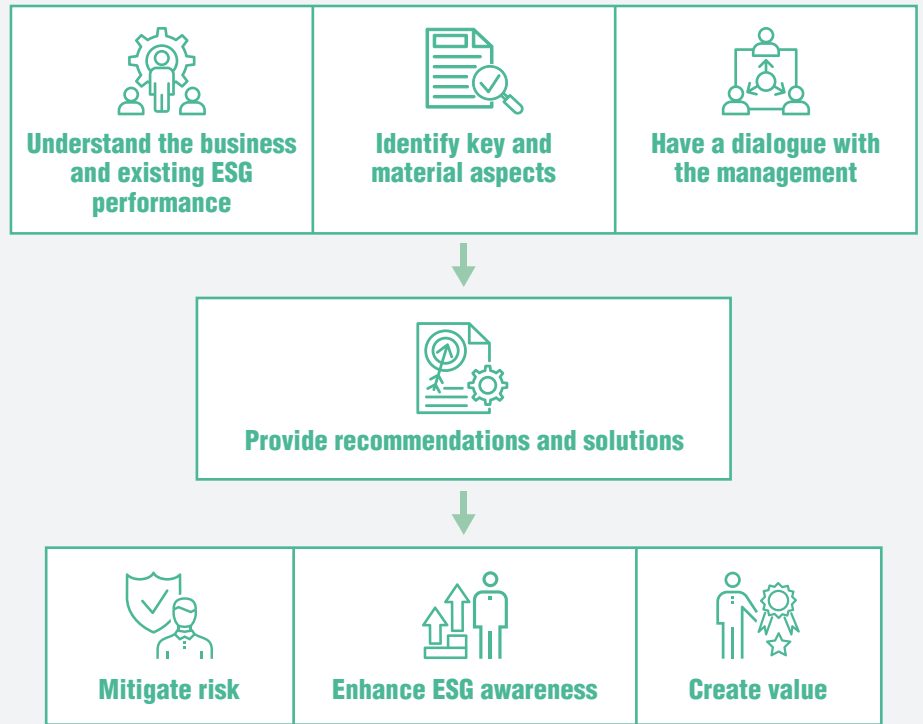 Understand the business
and existing ESG
performance
Identify key and
material aspects
Have a dialogue with
the management
Provide recommendations and solutions
Mitigate risk
Enhance ESG awareness
Create value